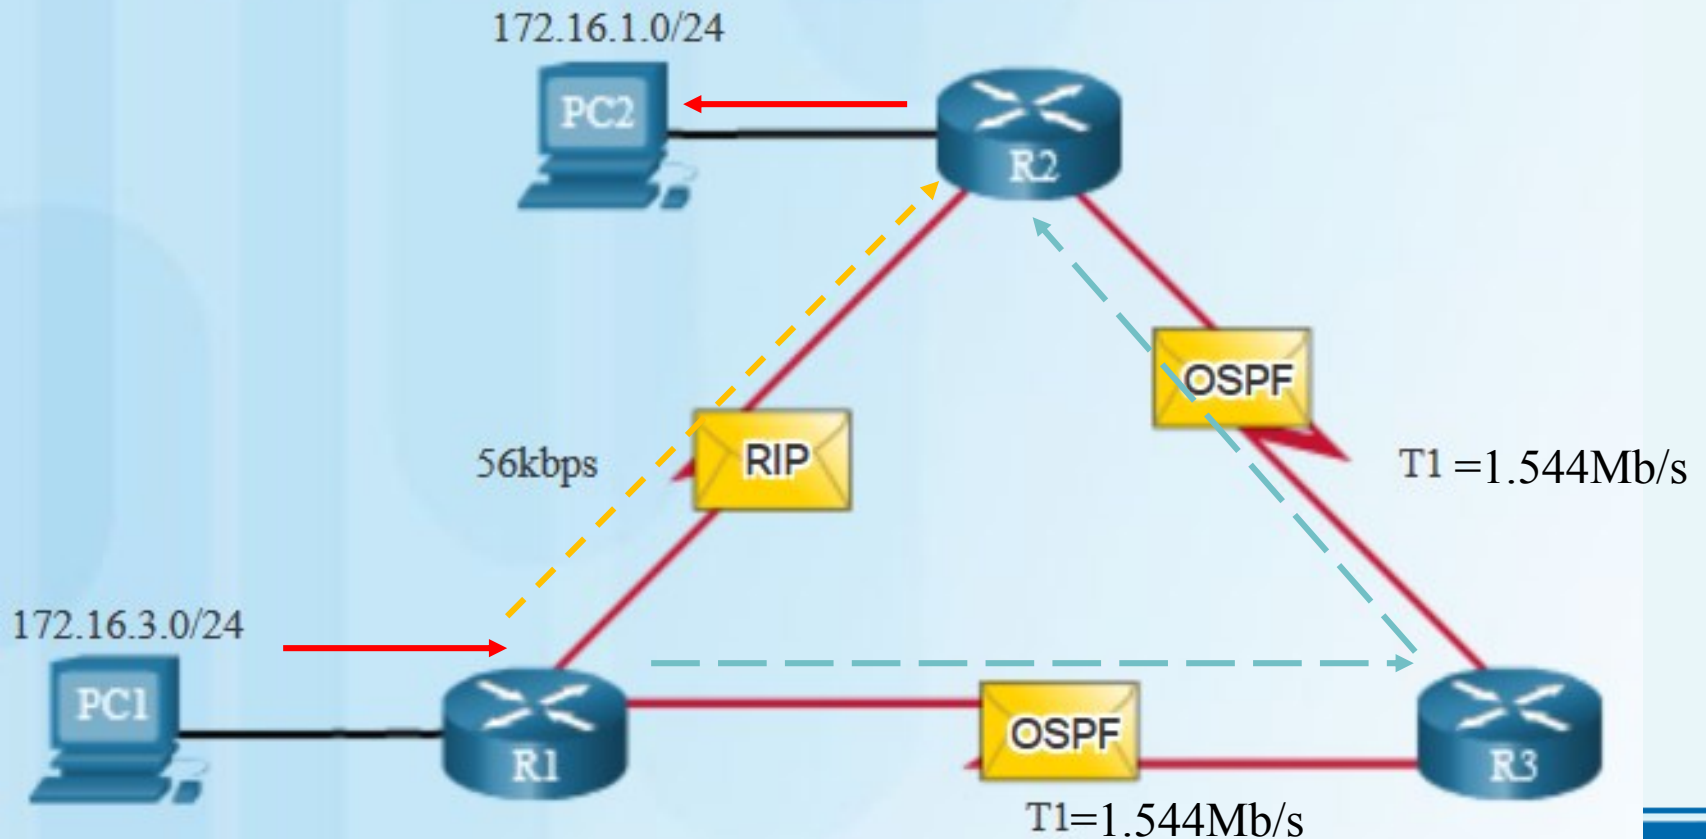 172.16.1.0/24
PC2
R2
OSPF
56kbps
RIP
T1 =1.544Mb/s
172.16.3.0/24
PC1
R1
OSPF
R3
T1=1.544Mb/s